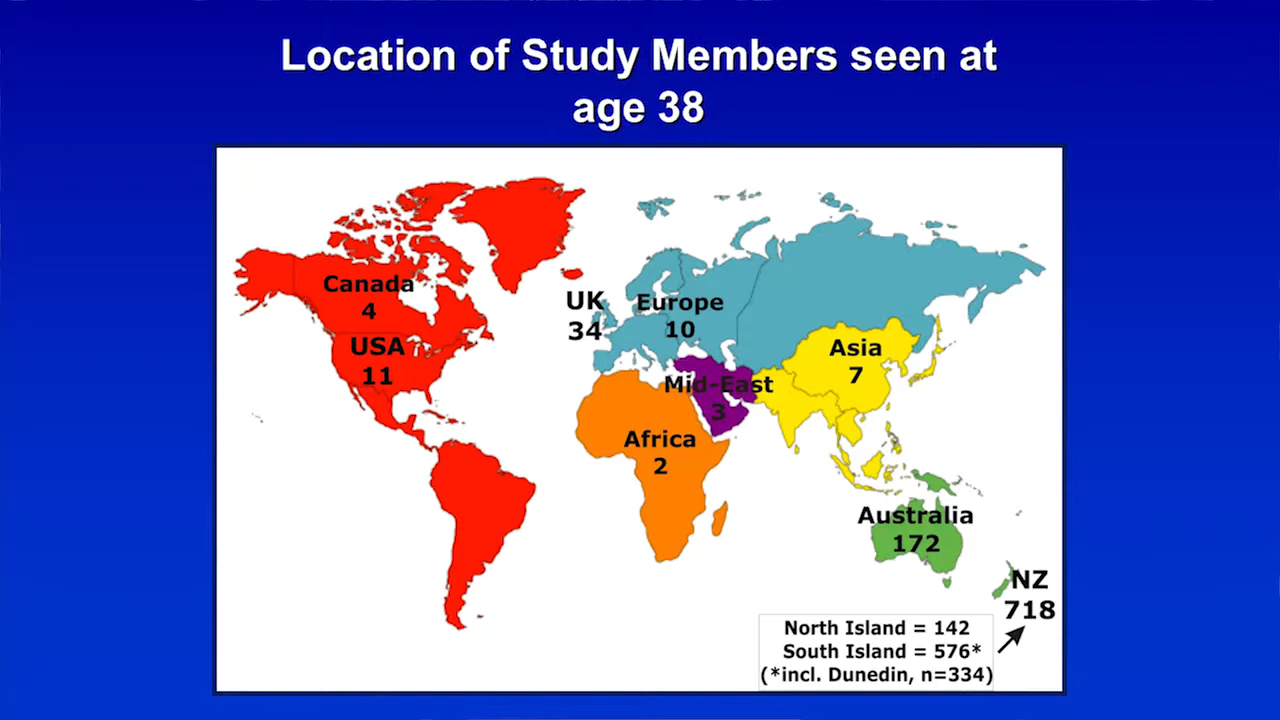 Location of Study Members seen at
age 38
Canada
4
USA
11
UK
34
Europe
10
Asia
7
Mid-East
3
Africa
2
Australia
172
NZ
718
North Island = 142
South Island = 576*
(*incl. Dunedin, n=334)